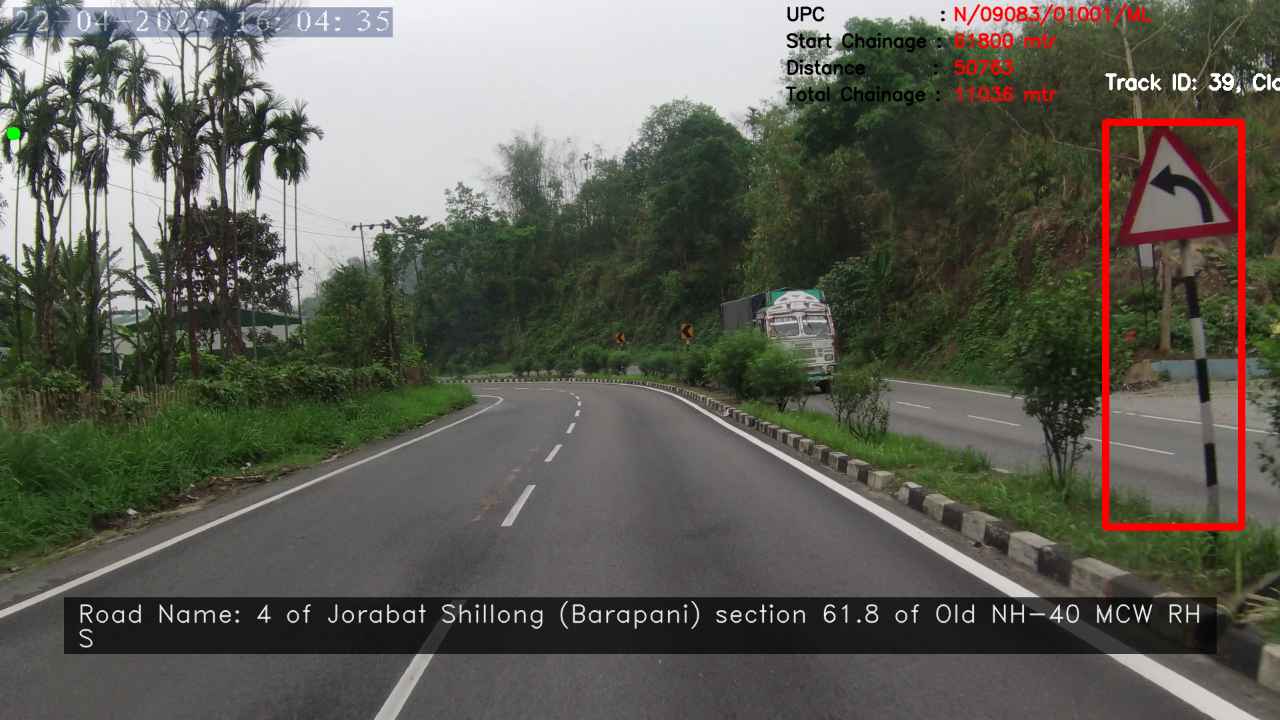 22-04-2025 16:04:35
UPC : N/09083/01001/ML
Start Chainage : 61800 mtr
Distance : 50763
Total Chainage : 11036 mtr
Track ID: 39, Cla
Road Name: 4 of Jorabat Shillong (Barapani) section 61.8 of Old NH-40 MCW RH
S